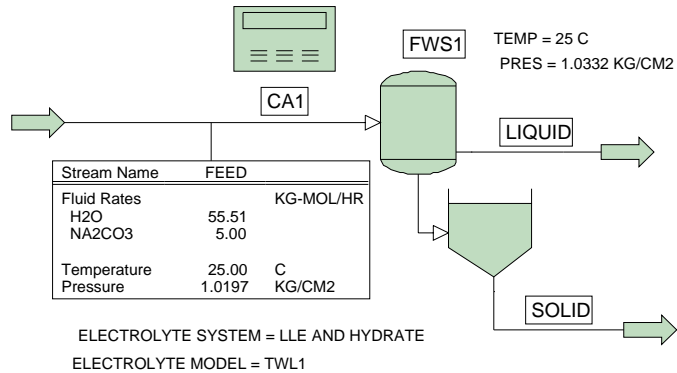 FWS1
TEMP = 25 C
PRES = 1.0332 KG/CM2
CA1
LIQUID
Stream Name FEED
Fluid Rates KG-MOL/HR
H2O 55.51
NA2CO3 5.00
Temperature 25.00 C
Pressure 1.0197 KG/CM2
SOLID
ELECTROLYTE SYSTEM = LLE AND HYDRATE
ELECTROLYTE MODEL = TWL1